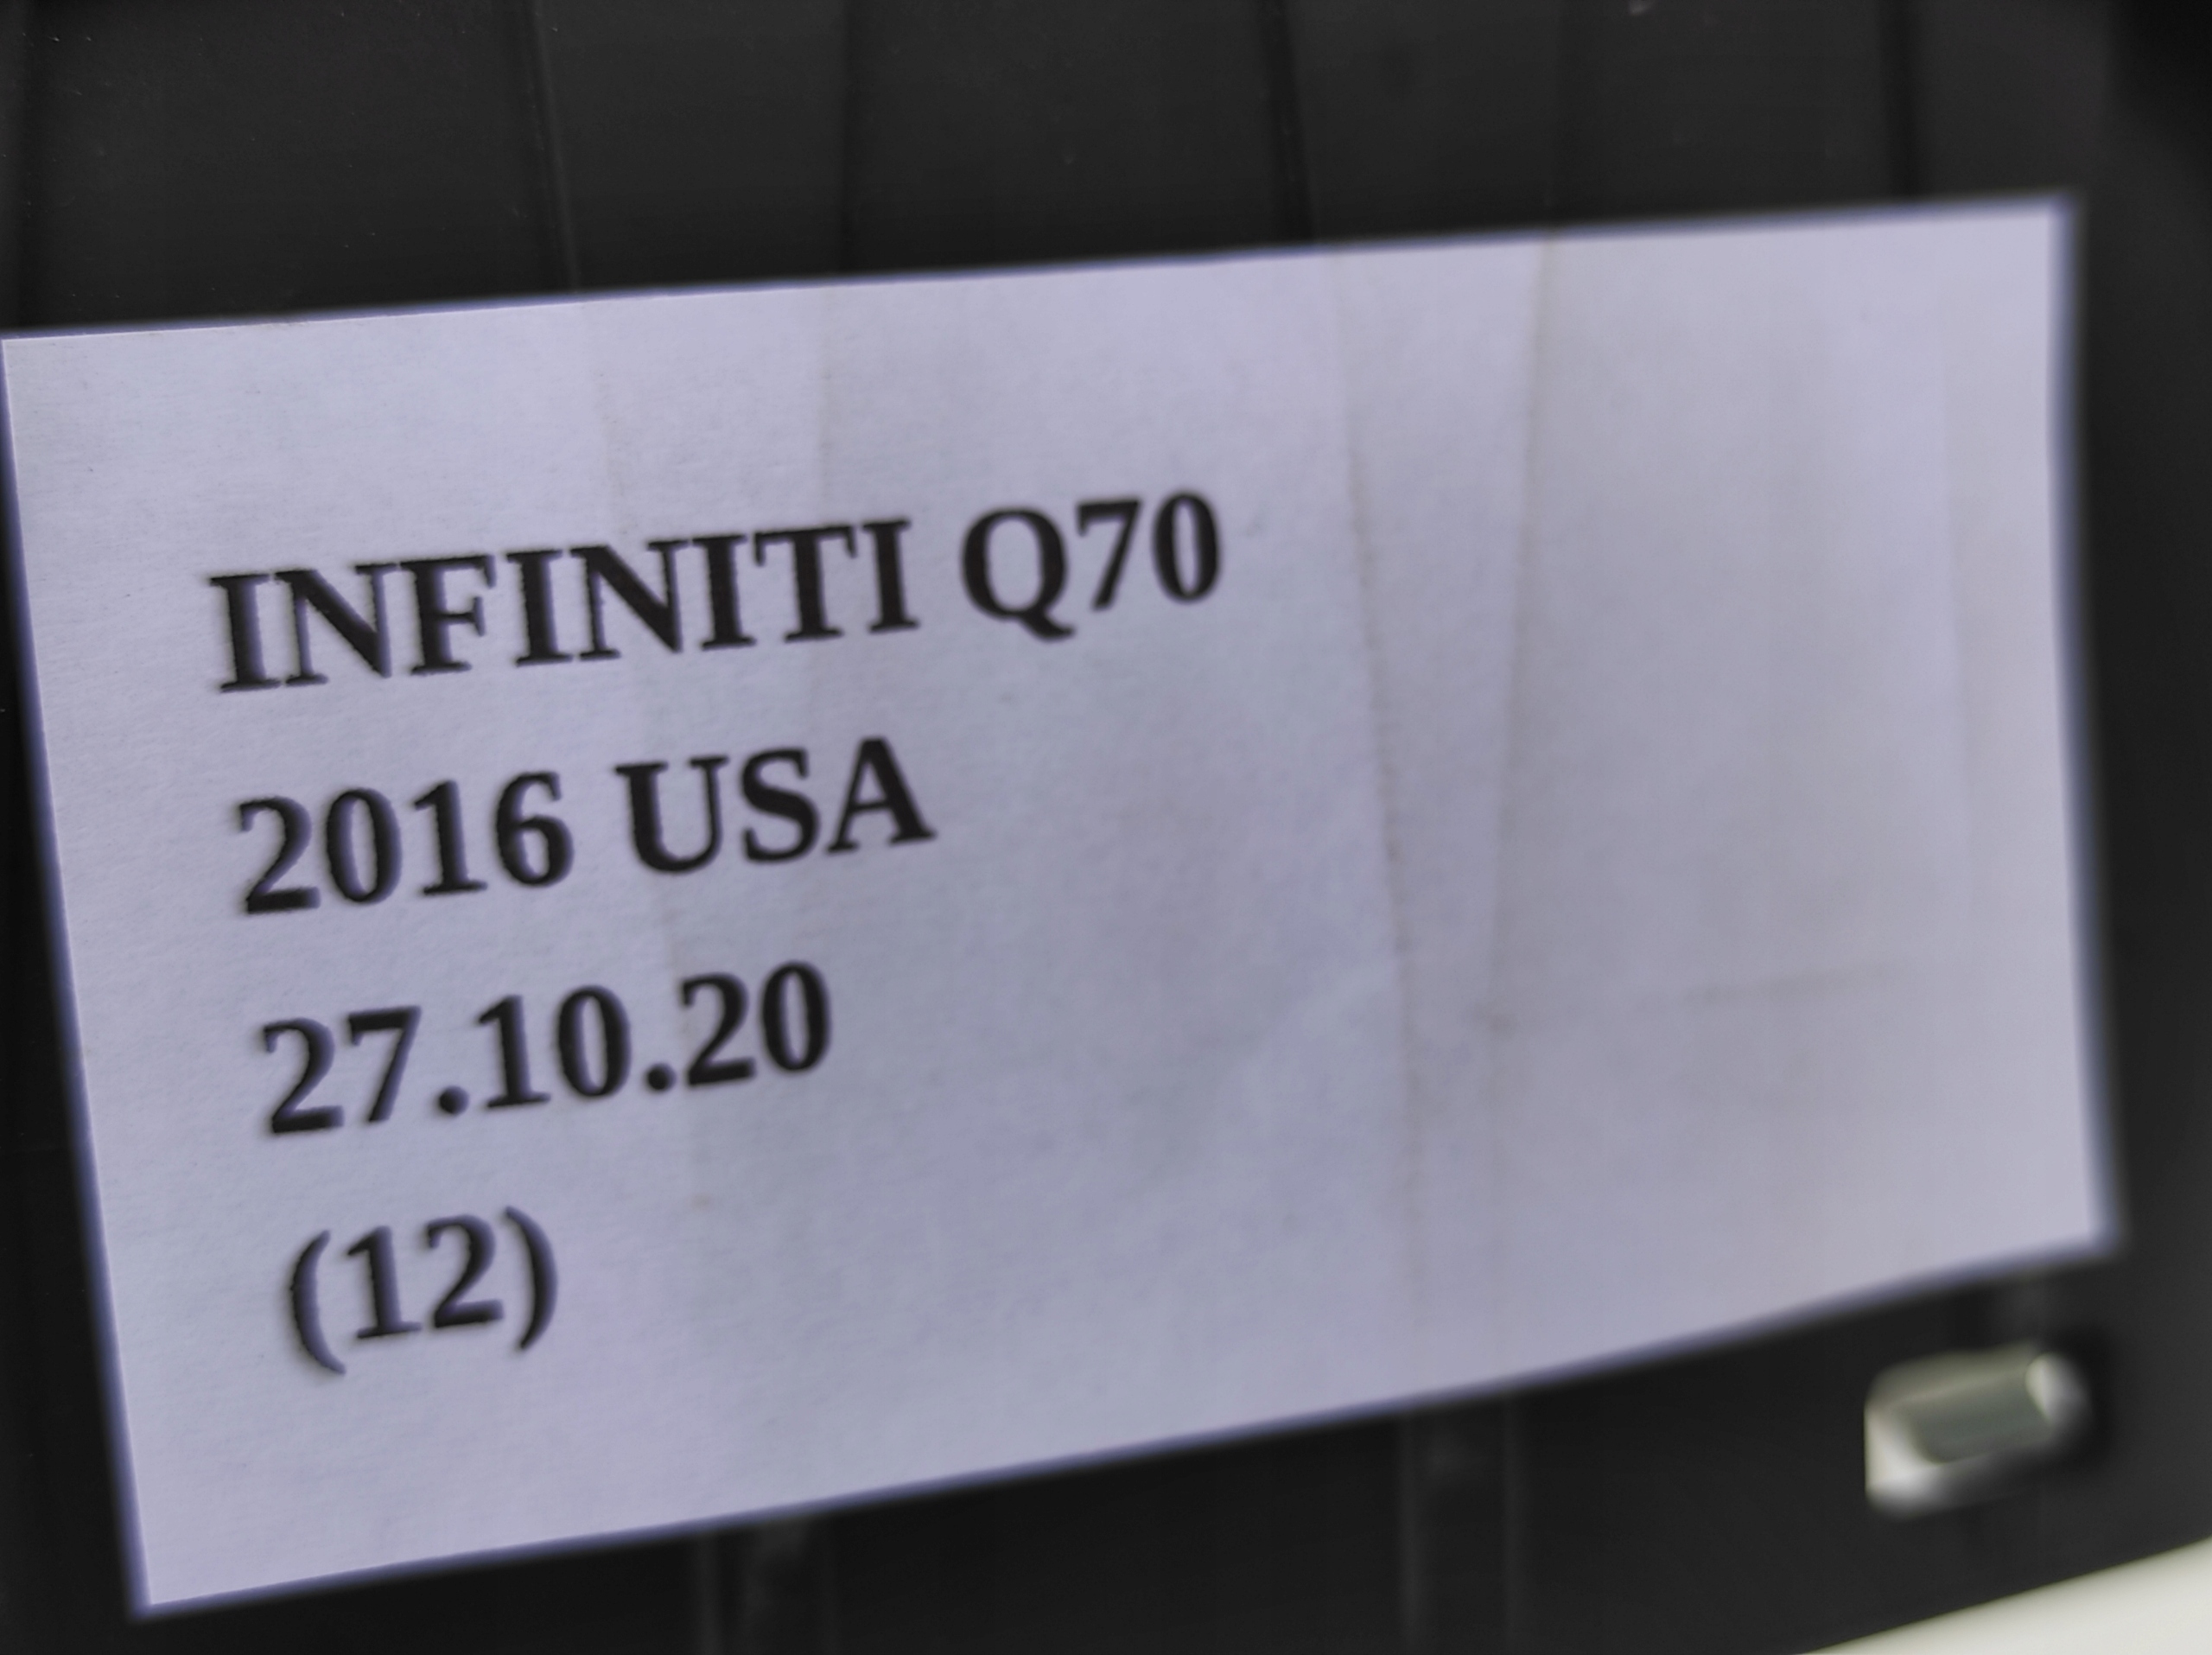 INFINITI Q70
2016 USA
27.10.20
(12)